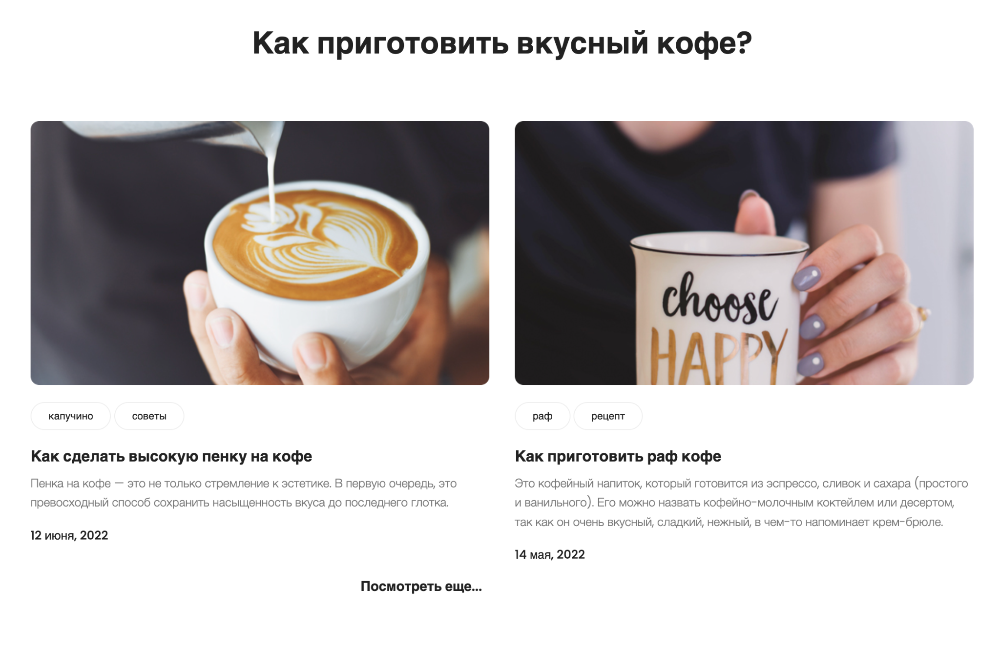 Как приготовить вкусный кофе?
choose
HAPPY
капучино
советы
Как сделать высокую пенку на кофе
Пенка на кофе — это не только стремление к эстетике. В первую очередь, это
превосходный способ сохранить насыщенность вкуса до последнего глотка.
12 июня, 2022
раф
рецепт
Как приготовить раф кофе
Это кофейный напиток, который готовится из эспрессо, сливок и сахара (простого
и ванильного). Его можно назвать кофейно-молочным коктейлем или десертом,
так как он очень вкусный, сладкий, нежный, в чем-то напоминает крем-брюле.
14 мая, 2022
Посмотреть еще...